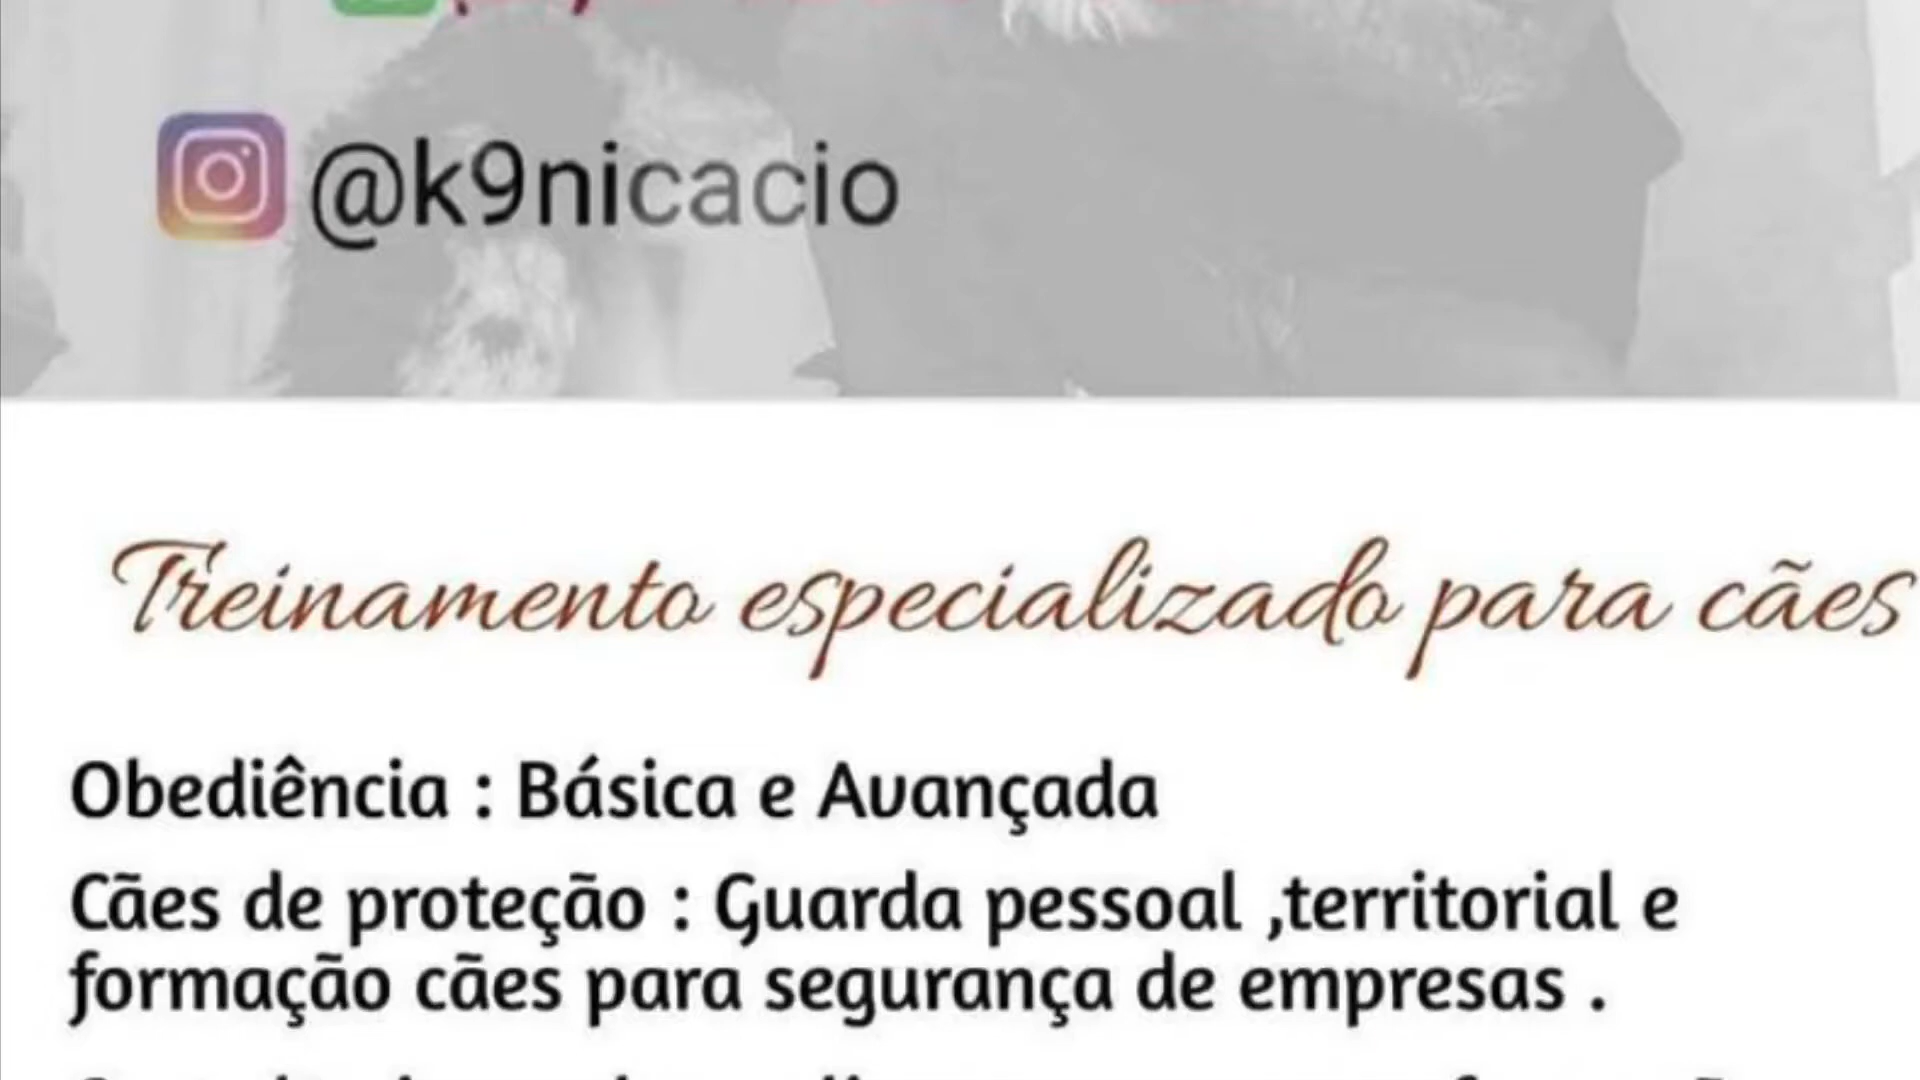 @k9nicacio
Treinamento especializado para cães
Obediência : Básica e Avançada
Cães de proteção : Guarda pessoal ,territorial e
formação cães para segurança de empresas .